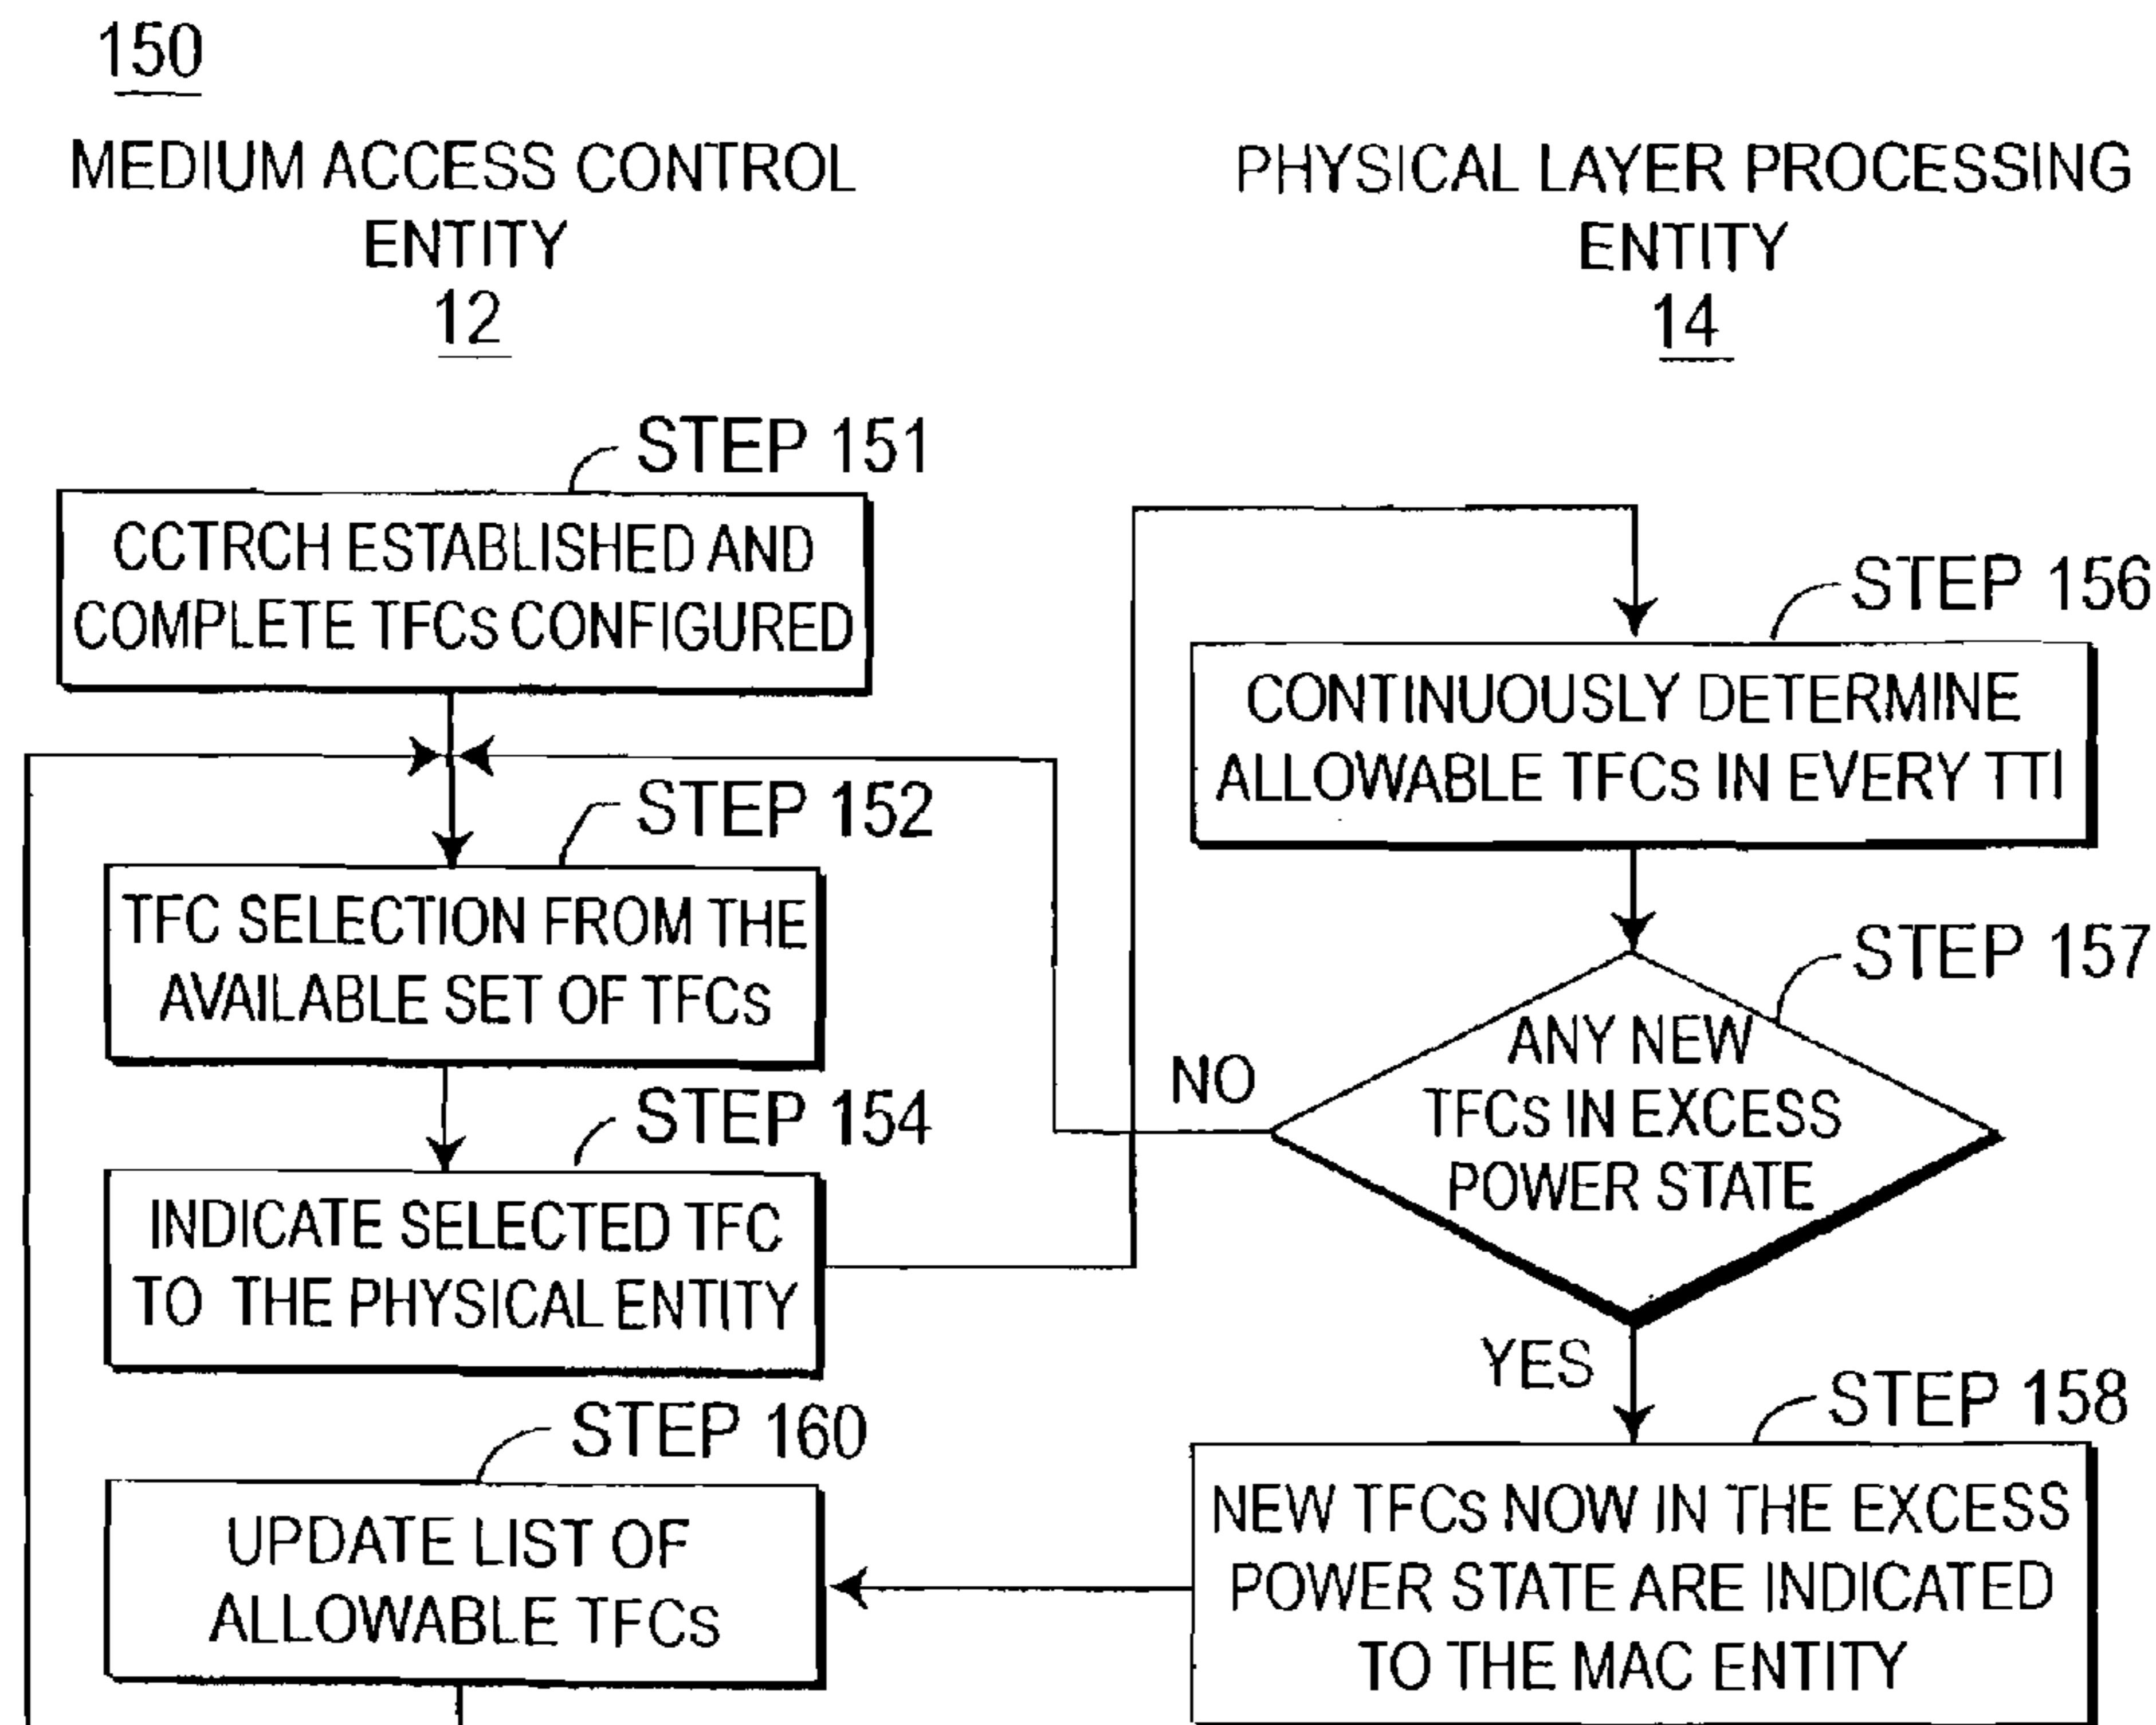 150
MEDIUM ACCESS CONTROL
ENTITY
12
PHYSICAL LAYER PROCESSING
ENTITY
14
STEP 151
CCTRCH ESTABLISHED AND
COMPLETE TFCs CONFIGURED
STEP 152
TFC SELECTION FROM THE
AVAILABLE SET OF TFCs
STEP 154
INDICATE SELECTED TFC
TO THE PHYSICAL ENTITY
STEP 156
CONTINUOUSLY DETERMINE
ALLOWABLE TFCs IN EVERY TTI
STEP 157
ANY NEW
TFCs IN EXCESS
POWER STATE
NO
YES
STEP 158
NEW TFCs NOW IN THE EXCESS
POWER STATE ARE INDICATED
TO THE MAC ENTITY
STEP 160
UPDATE LIST OF
ALLOWABLE TFCs